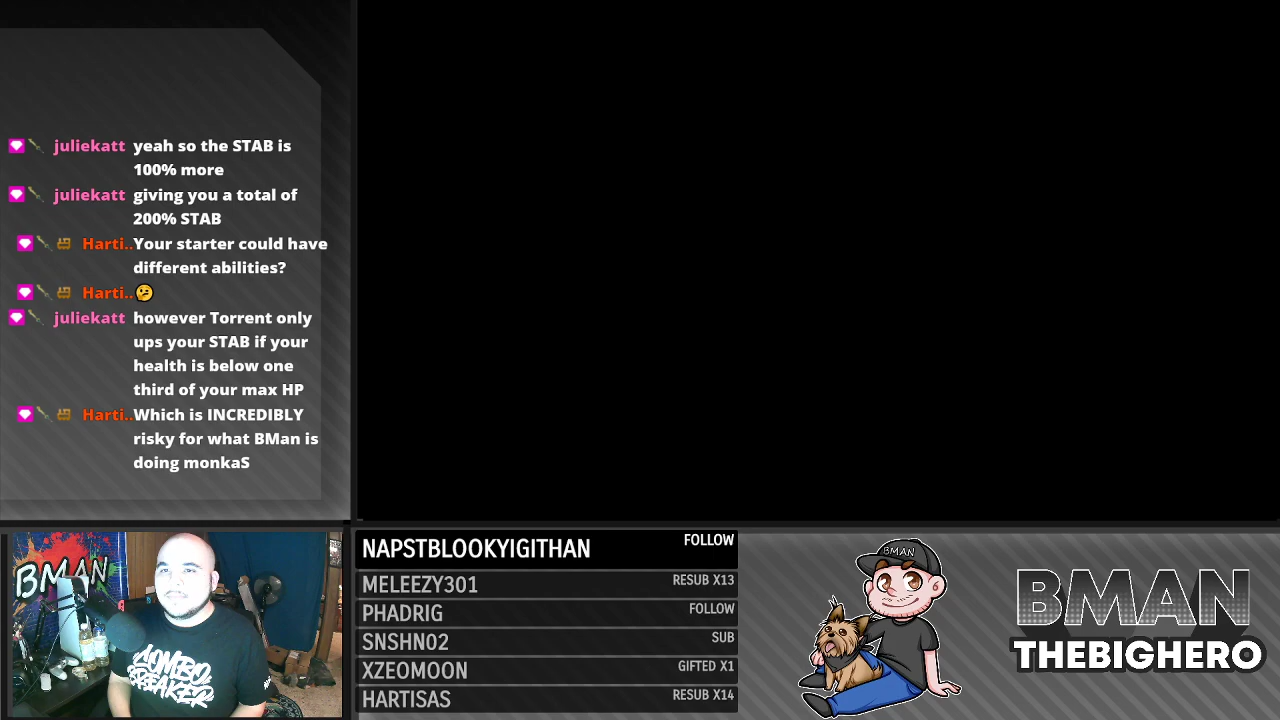 juliekatt yeah so the STAB is
100% more
juliekatt giving you a total of
200% STAB
Harti.. Your starter could have
different abilities?
Harti..
juliekatt however Torrent only
ups your STAB if your
health is below one
third of your max HP
Harti.. Which is INCREDIBLY
risky for what BMan is
doing monkaS
BMAN
COMBO
BREAKER
NAPSTBLOOKYIGITHAN FOLLOW
MELEEZY301 RESUB X13
PHADRIG FOLLOW
SNSHN02 SUB
XZEOMOON GIFTED X1
HARTISAS RESUB X14
BMAN
BMAN
THEBIGHERO